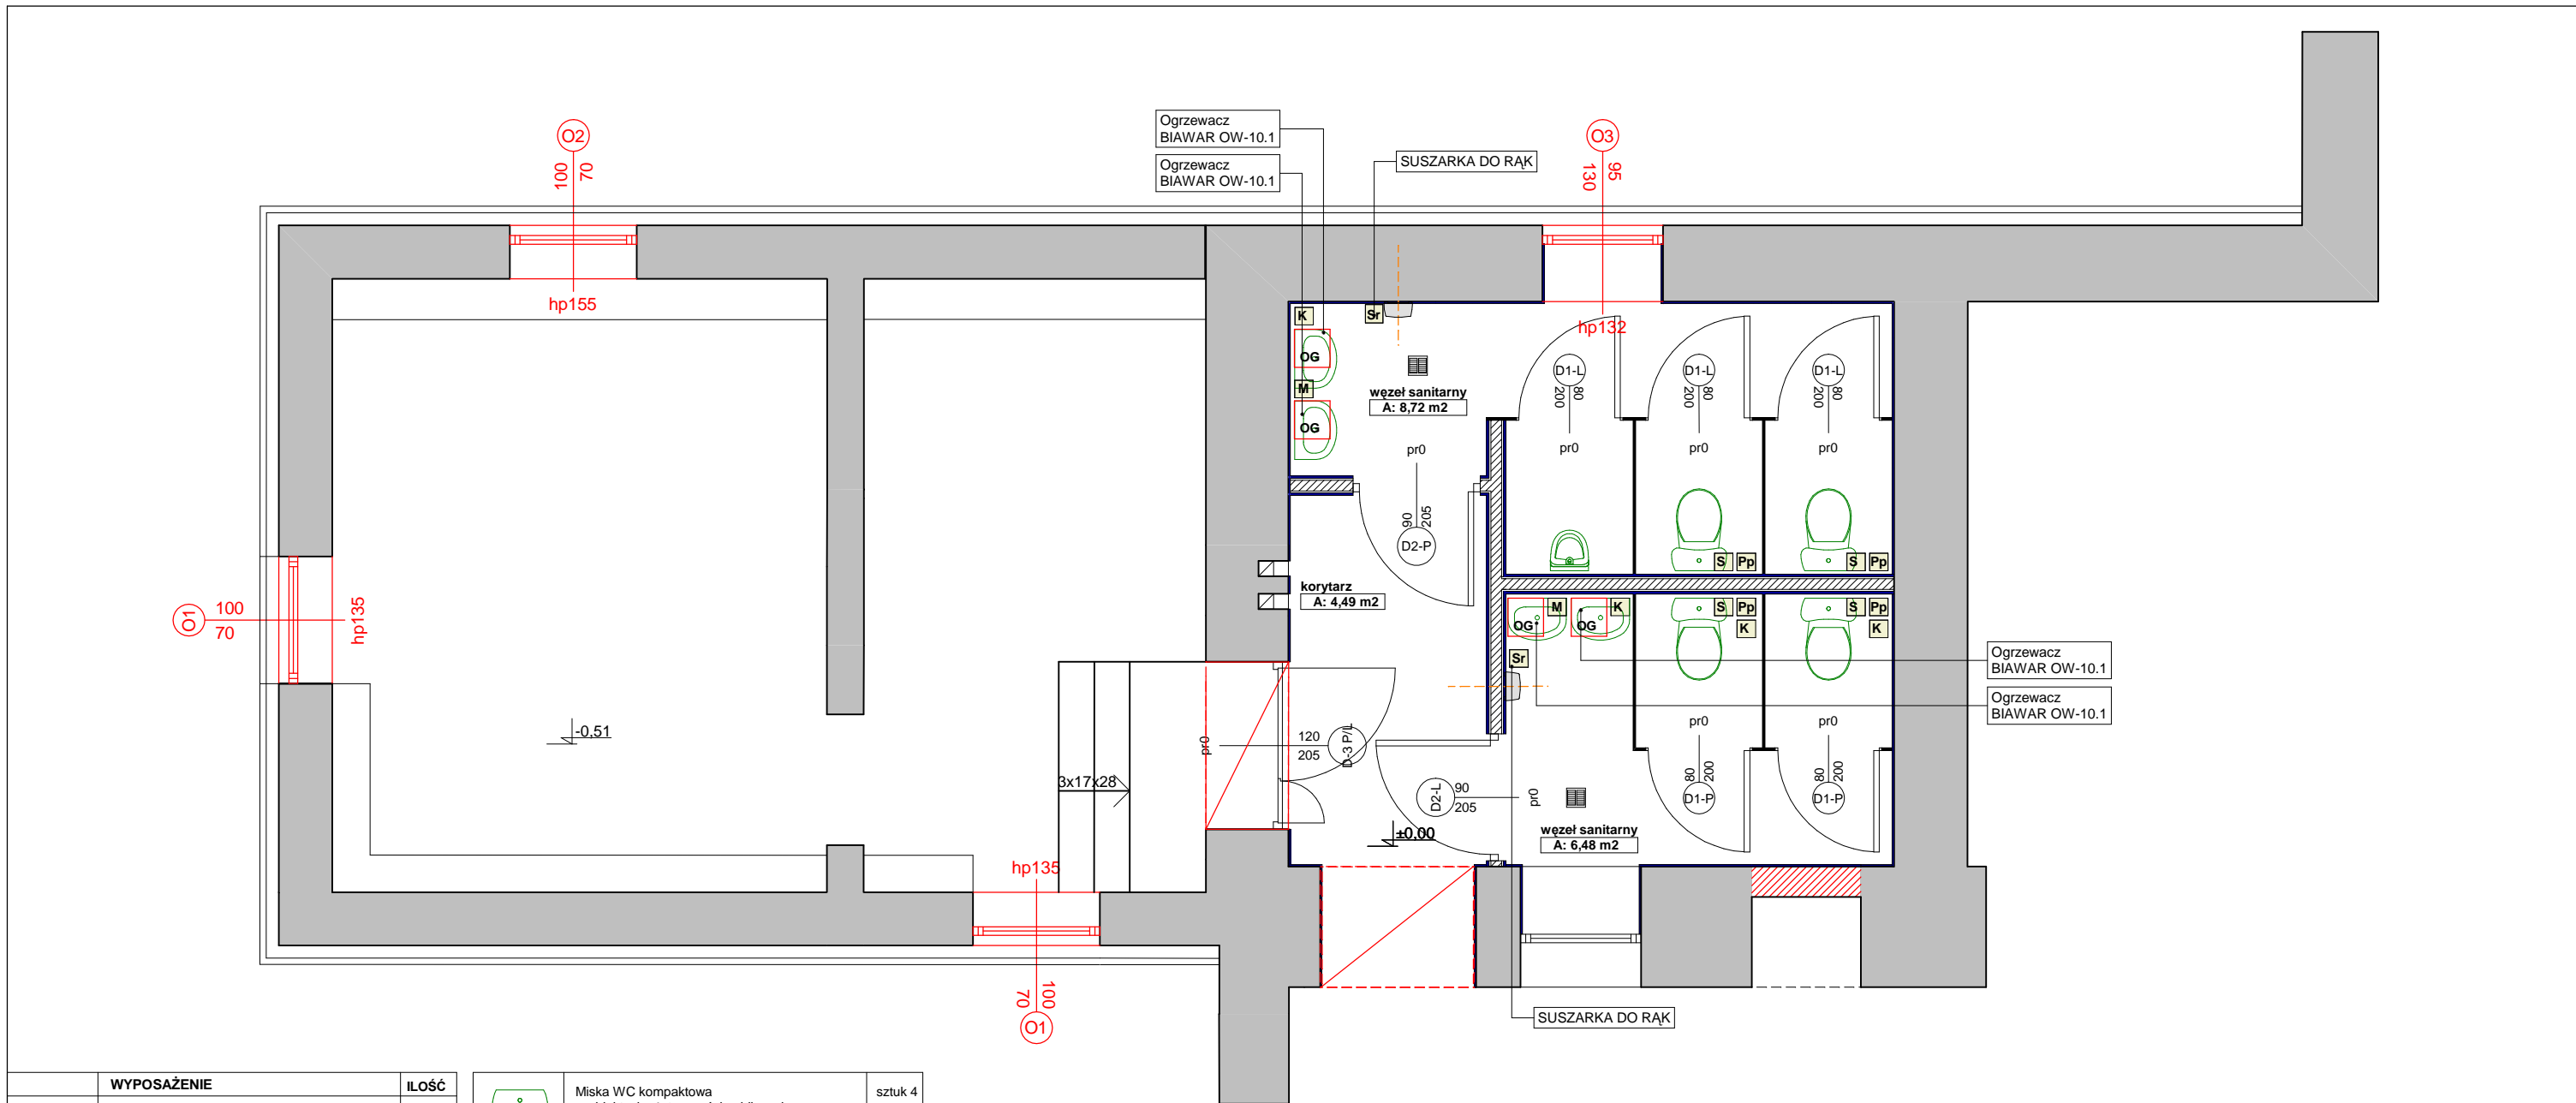 O2
100
70
hp155
Ogrzewacz
BIAWAR OW-10.1
Ogrzewacz
BIAWAR OW-10.1
SUSZARKA DO RĄK
O3
95
130
hp132
K
Sr
OG
M
OG
węzeł sanitarny
A: 8,72 m2
D1-L
80
200
pr0
D1-L
80
200
pr0
D1-L
80
200
pr0
pr0
90
205
D2-P
S
Pp
S
Pp
korytarz
A: 4,49 m2
O1
100
70
hp135
M
K
OG
OG
S
Pp
K
S
Pp
K
Sr
Ogrzewacz
BIAWAR OW-10.1
Ogrzewacz
BIAWAR OW-10.1
-0,51
pr0
120
205
D-3 P/L
3x17x28
D2-L
90
205
pr0
pr0
80
200
D1-P
pr0
80
200
D1-P
±0,00
węzeł sanitarny
A: 6,48 m2
hp135
100
70
O1
SUSZARKA DO RĄK
WYPOSAŻENIE
ILOŚĆ
Miska WC kompaktowa
sztuk 4